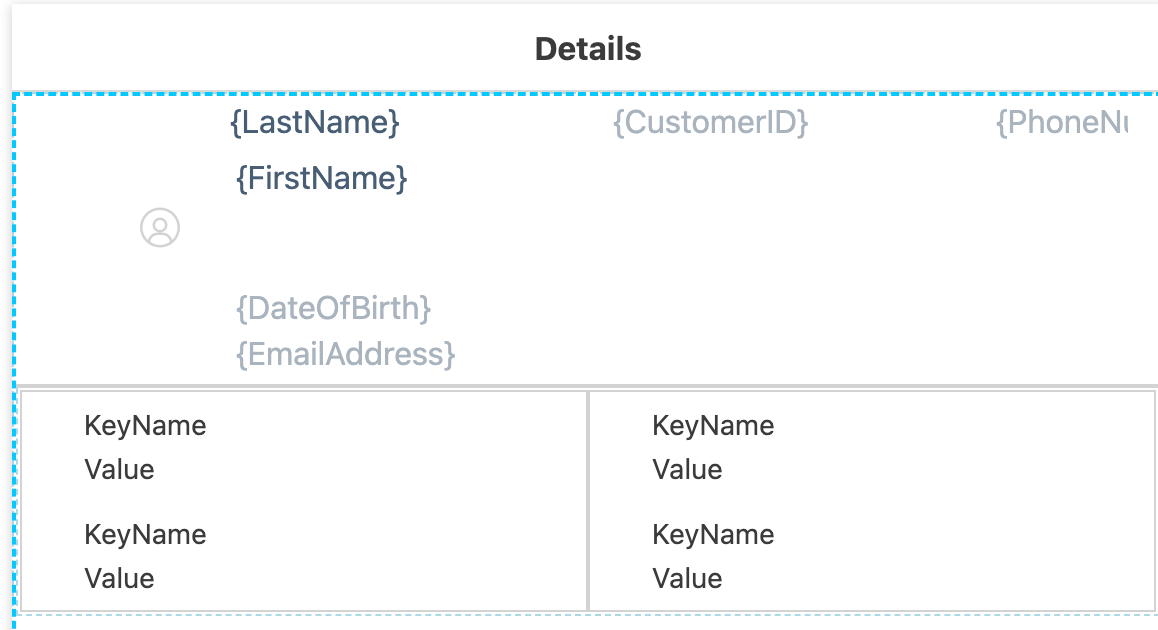 Details
{LastName} {CustomerID} {PhoneNu
{FirstName}
{DateOfBirth}
{EmailAddress}
KeyName KeyName
Value Value
KeyName KeyName
Value Value